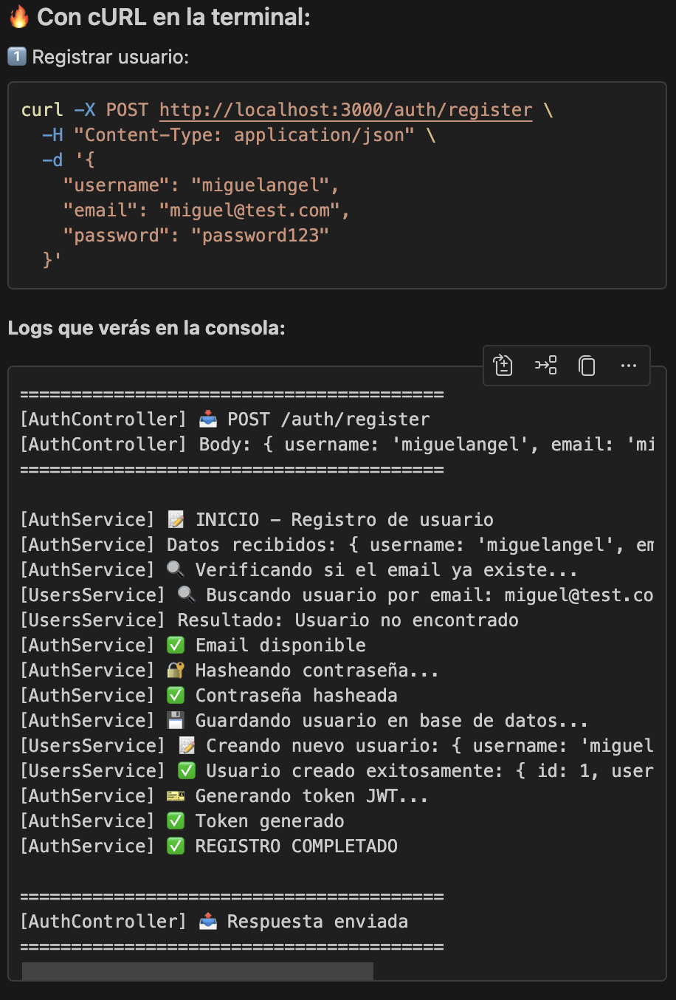 🔥 Con cURL en la terminal:
1️⃣ Registrar usuario:
curl -X POST http://localhost:3000/auth/register \
  -H "Content-Type: application/json" \
  -d '{
    "username": "miguelangel",
    "email": "miguel@test.com",
    "password": "password123"
  }'
Logs que verás en la consola:
========================================
[AuthController] 📥 POST /auth/register
[AuthController] Body: { username: 'miguelangel', email: 'mi
========================================
[AuthService] 📝 INICIO - Registro de usuario
[AuthService] Datos recibidos: { username: 'miguelangel', em
[AuthService] 🔍 Verificando si el email ya existe...
[UsersService] 🔍 Buscando usuario por email: miguel@test.co
[UsersService] Resultado: Usuario no encontrado
[AuthService] ✅ Email disponible
[AuthService] 🔐 Hasheando contraseña...
[AuthService] ✅ Contraseña hasheada
[AuthService] 💾 Guardando usuario en base de datos...
[UsersService] 📝 Creando nuevo usuario: { username: 'miguel
[UsersService] ✅ Usuario creado exitosamente: { id: 1, user
[AuthService] 🎫 Generando token JWT...
[AuthService] ✅ Token generado
[AuthService] ✅ REGISTRO COMPLETADO
========================================
[AuthController] 📤 Respuesta enviada
========================================